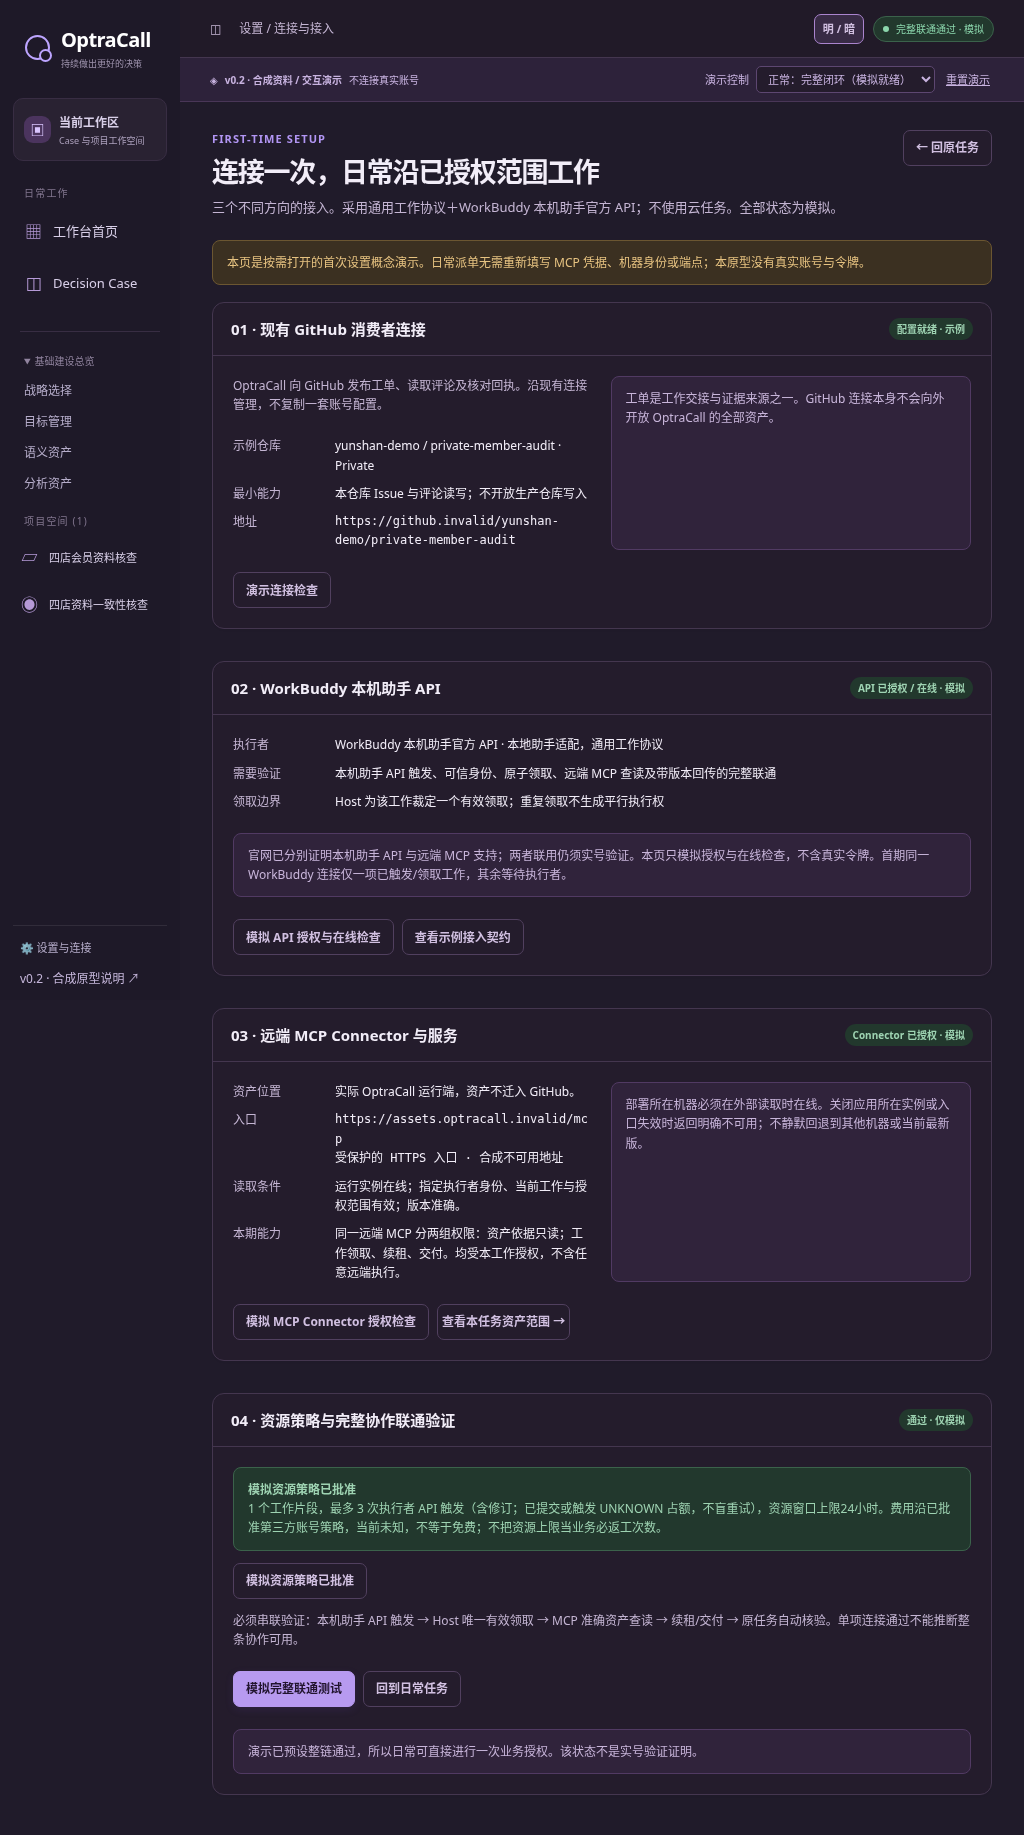 OptraCall
持续做出更好的决策
当前工作区
Case 与项目工作空间
日常工作
工作台首页
Decision Case
▾ 基础建设总览
战略选择
目标管理
语义资产
分析资产
项目空间 (1)
四店会员资料核查
四店资料一致性核查
设置与连接
v0.2 · 合成原型说明 ↗
设置 / 连接与接入
明 / 暗
完整联通通过 · 模拟
v0.2 · 合成资料 / 交互演示 不连接真实账号
演示控制
正常：完整闭环（模拟就绪）
重置演示
FIRST-TIME SETUP
连接一次，日常沿已授权范围工作
三个不同方向的接入。采用通用工作协议＋WorkBuddy 本机助手官方 API；不使用云任务。全部状态为模拟。
← 回原任务
本页是按需打开的首次设置概念演示。日常派单无需重新填写 MCP 凭据、机器身份或端点；本原型没有真实账号与令牌。
01 · 现有 GitHub 消费者连接
配置就绪 · 示例
OptraCall 向 GitHub 发布工单、读取评论及核对回执。沿现有连接
管理，不复制一套账号配置。
示例仓库
yunshan-demo / private-member-audit ·
Private
最小能力
本仓库 Issue 与评论读写；不开放生产仓库写入
地址
https://github.invalid/yunshan-
demo/private-member-audit
工单是工作交接与证据来源之一。GitHub 连接本身不会向外
开放 OptraCall 的全部资产。
演示连接检查
02 · WorkBuddy 本机助手 API
API 已授权 / 在线 · 模拟
执行者
WorkBuddy 本机助手官方 API · 本地助手适配，通用工作协议
需要验证
本机助手 API 触发、可信身份、原子领取、远端 MCP 查读及带版本回传的完整联通
领取边界
Host 为该工作裁定一个有效领取；重复领取不生成平行执行权
官网已分别证明本机助手 API 与远端 MCP 支持；两者联用仍须实号验证。本页只模拟授权与在线检查，不含真实令牌。首期同一
WorkBuddy 连接仅一项已触发/领取工作，其余等待执行者。
模拟 API 授权与在线检查
查看示例接入契约
03 · 远端 MCP Connector 与服务
Connector 已授权 · 模拟
资产位置
实际 OptraCall 运行端，资产不迁入 GitHub。
入口
https://assets.optracall.invalid/mc
p
受保护的 HTTPS 入口 · 合成不可用地址
读取条件
运行实例在线；指定执行者身份、当前工作与授
权范围有效；版本准确。
本期能力
同一远端 MCP 分两组权限：资产依据只读；工
作领取、续租、交付。均受本工作授权，不含任
意远端执行。
部署所在机器必须在外部读取时在线。关闭应用所在实例或入
口失效时返回明确不可用；不静默回退到其他机器或当前最新
版。
模拟 MCP Connector 授权检查
查看本任务资产范围 →
04 · 资源策略与完整协作联通验证
通过 · 仅模拟
模拟资源策略已批准
1 个工作片段，最多 3 次执行者 API 触发（含修订；已提交或触发 UNKNOWN 占额，不盲重试），资源窗口上限24小时。费用沿已批
准第三方账号策略，当前未知，不等于免费；不把资源上限当业务必返工次数。
模拟资源策略已批准
必须串联验证：本机助手 API 触发 → Host 唯一有效领取 → MCP 准确资产查读 → 续租/交付 → 原任务自动核验。单项连接通过不能推断整
条协作可用。
模拟完整联通测试
回到日常任务
演示已预设整链通过，所以日常可直接进行一次业务授权。该状态不是实号验证证明。